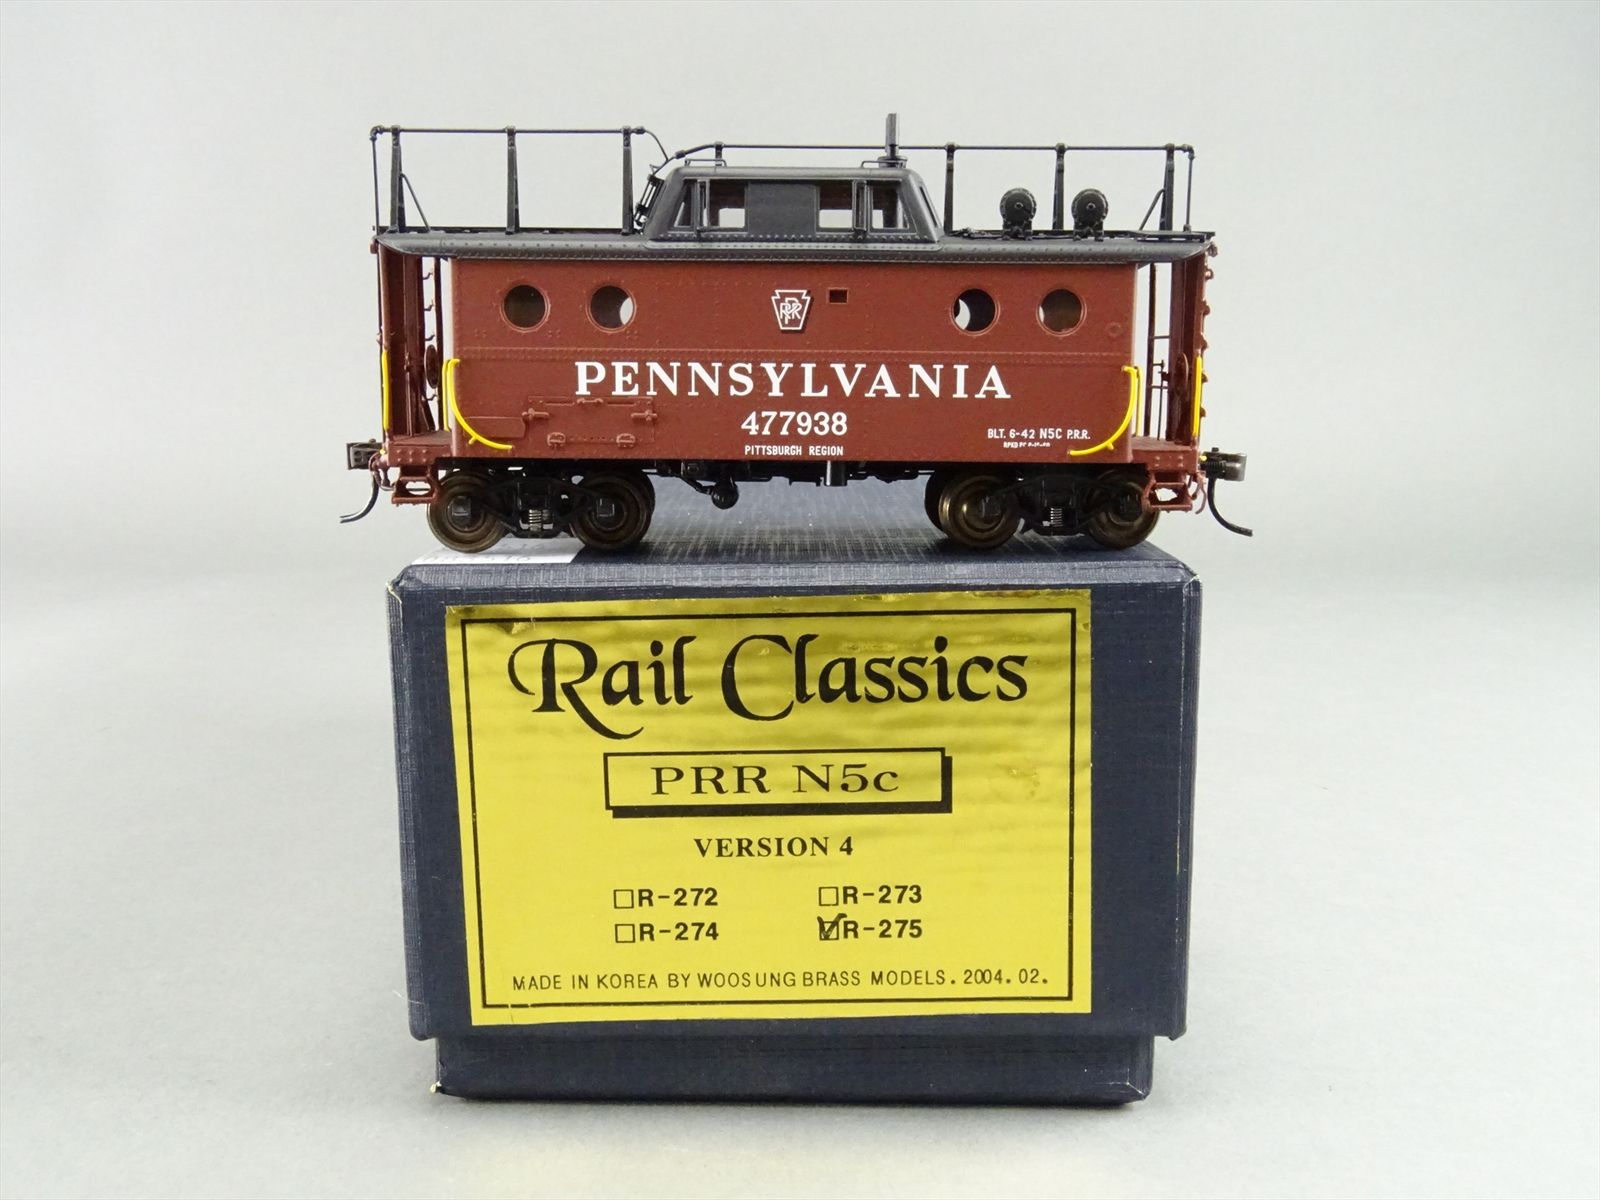 PRR
PENNSYLVANIA
477938
PITTSBURGH REGION
BLT. 6-42 N5C P.R.R.
Rail Classics
PRR N5c
VERSION 4
R-272
R-273
R-274
R-275
MADE IN KOREA BY WOOSUNG BRASS MODELS. 2004. 02.